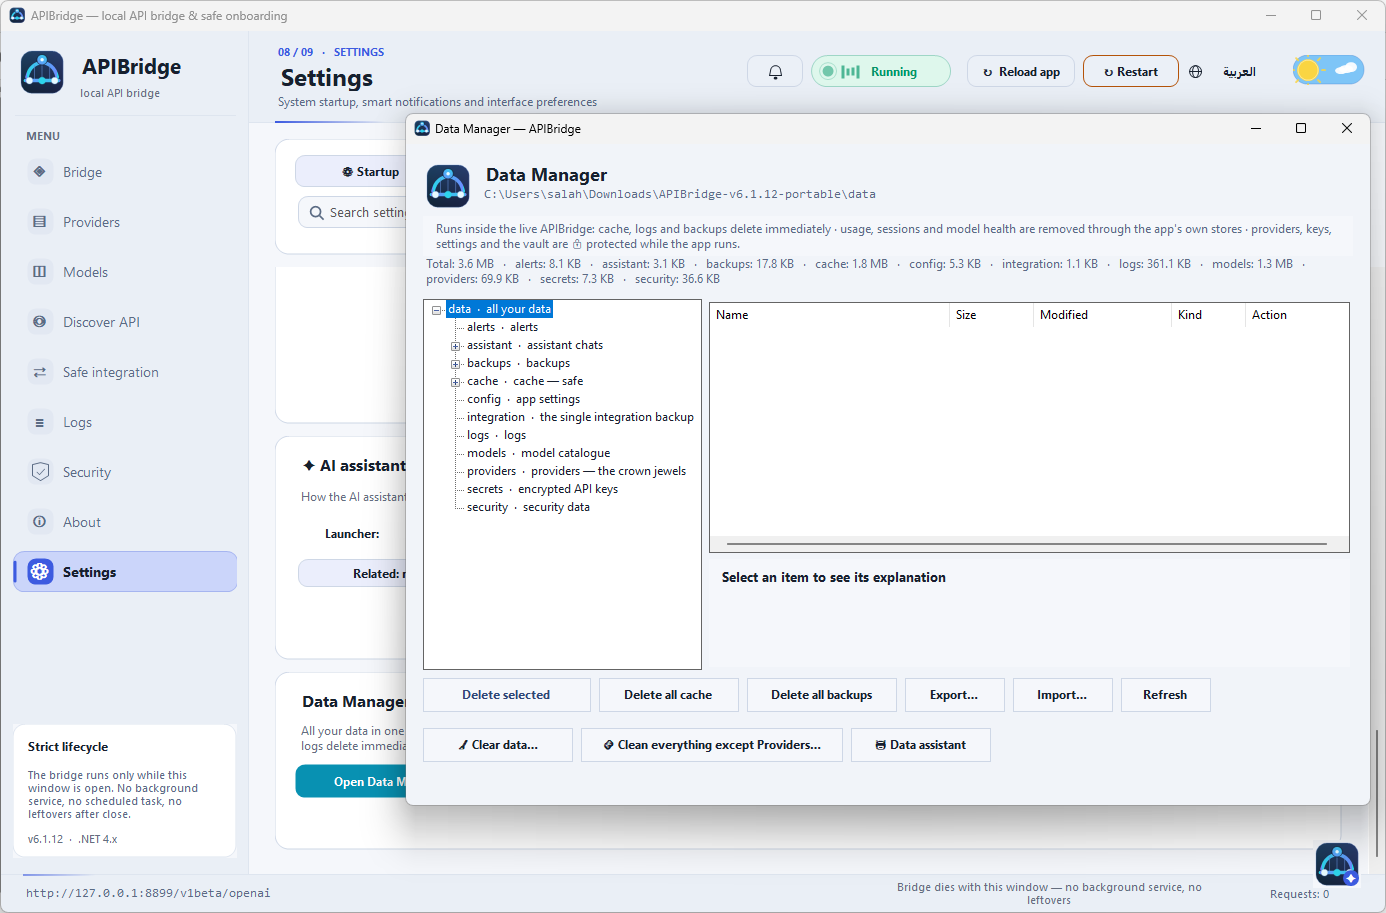 APIBridge — local API bridge & safe onboarding
APIBridge
local API bridge
MENU
Bridge
Providers
Models
Discover API
Safe integration
Logs
Security
About
Settings
Strict lifecycle
The bridge runs only while this
window is open. No background
service, no scheduled task, no
leftovers after close.
v6.1.12 · .NET 4.x
08 / 09 · SETTINGS
Settings
System startup, smart notifications and interface preferences
Running
Reload app
Restart
العربية
Startup
Search settin
AI assistant
How the AI assistant
Launcher:
Related:
Data Manager
All your data in one
logs delete immedia
Open Data M
Data Manager — APIBridge
Data Manager
C:\Users\salah\Downloads\APIBridge-v6.1.12-portable\data
Runs inside the live APIBridge: cache, logs and backups delete immediately · usage, sessions and model health are removed through the app's own stores · providers, keys,
settings and the vault are 🔒 protected while the app runs.
Total: 3.6 MB · alerts: 8.1 KB · assistant: 3.1 KB · backups: 17.8 KB · cache: 1.8 MB · config: 5.3 KB · integration: 1.1 KB · logs: 361.1 KB · models: 1.3 MB ·
providers: 69.9 KB · secrets: 7.3 KB · security: 36.6 KB
data · all your data
alerts · alerts
assistant · assistant chats
backups · backups
cache · cache — safe
config · app settings
integration · the single integration backup
logs · logs
models · model catalogue
providers · providers — the crown jewels
secrets · encrypted API keys
security · security data
Name Size Modified Kind Action
Select an item to see its explanation
Delete selected
Delete all cache
Delete all backups
Export...
Import...
Refresh
Clear data...
Clean everything except Providers...
Data assistant
http://127.0.0.1:8899/v1beta/openai
Bridge dies with this window — no background service, no
leftovers
Requests: 0